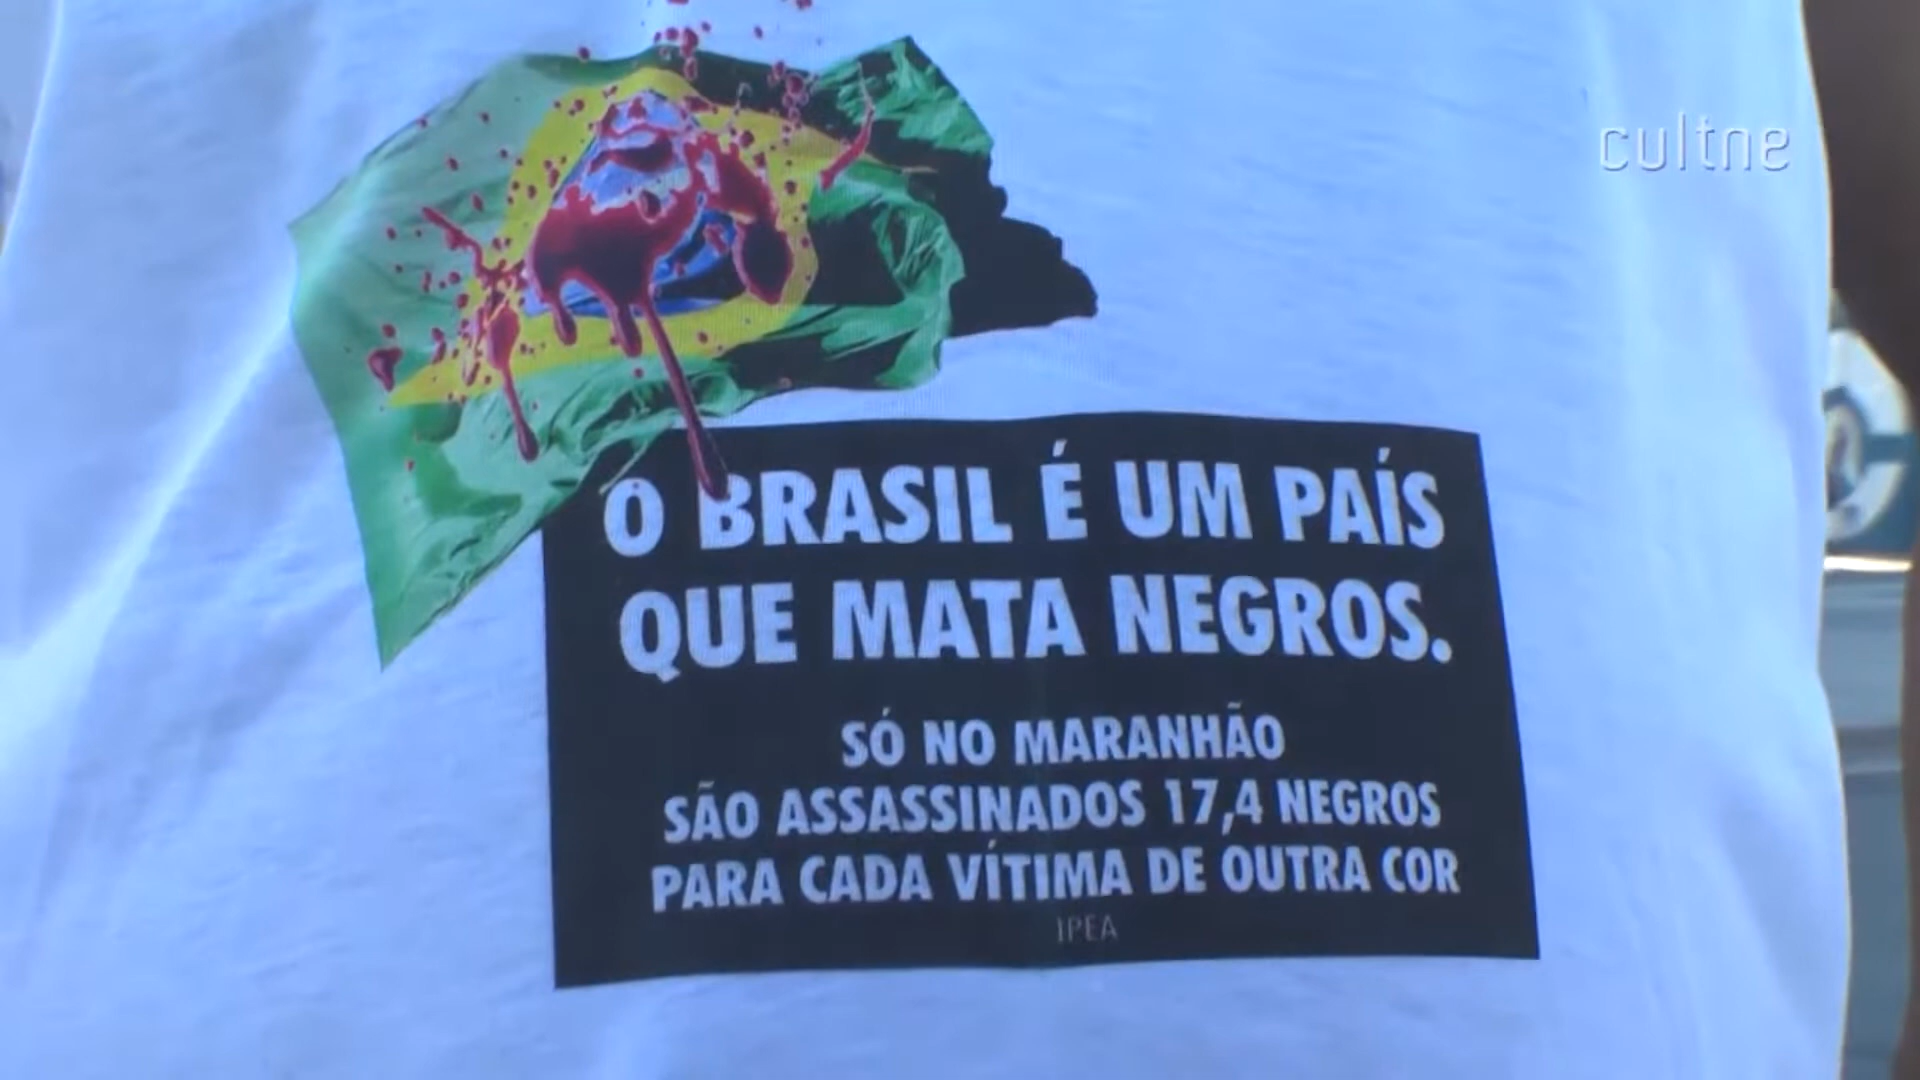 cultne
O BRASIL É UM PAÍS
QUE MATA NEGROS.
SÓ NO MARANHÃO
SÃO ASSASSINADOS 17,4 NEGROS
PARA CADA VÍTIMA DE OUTRA COR
IPEA